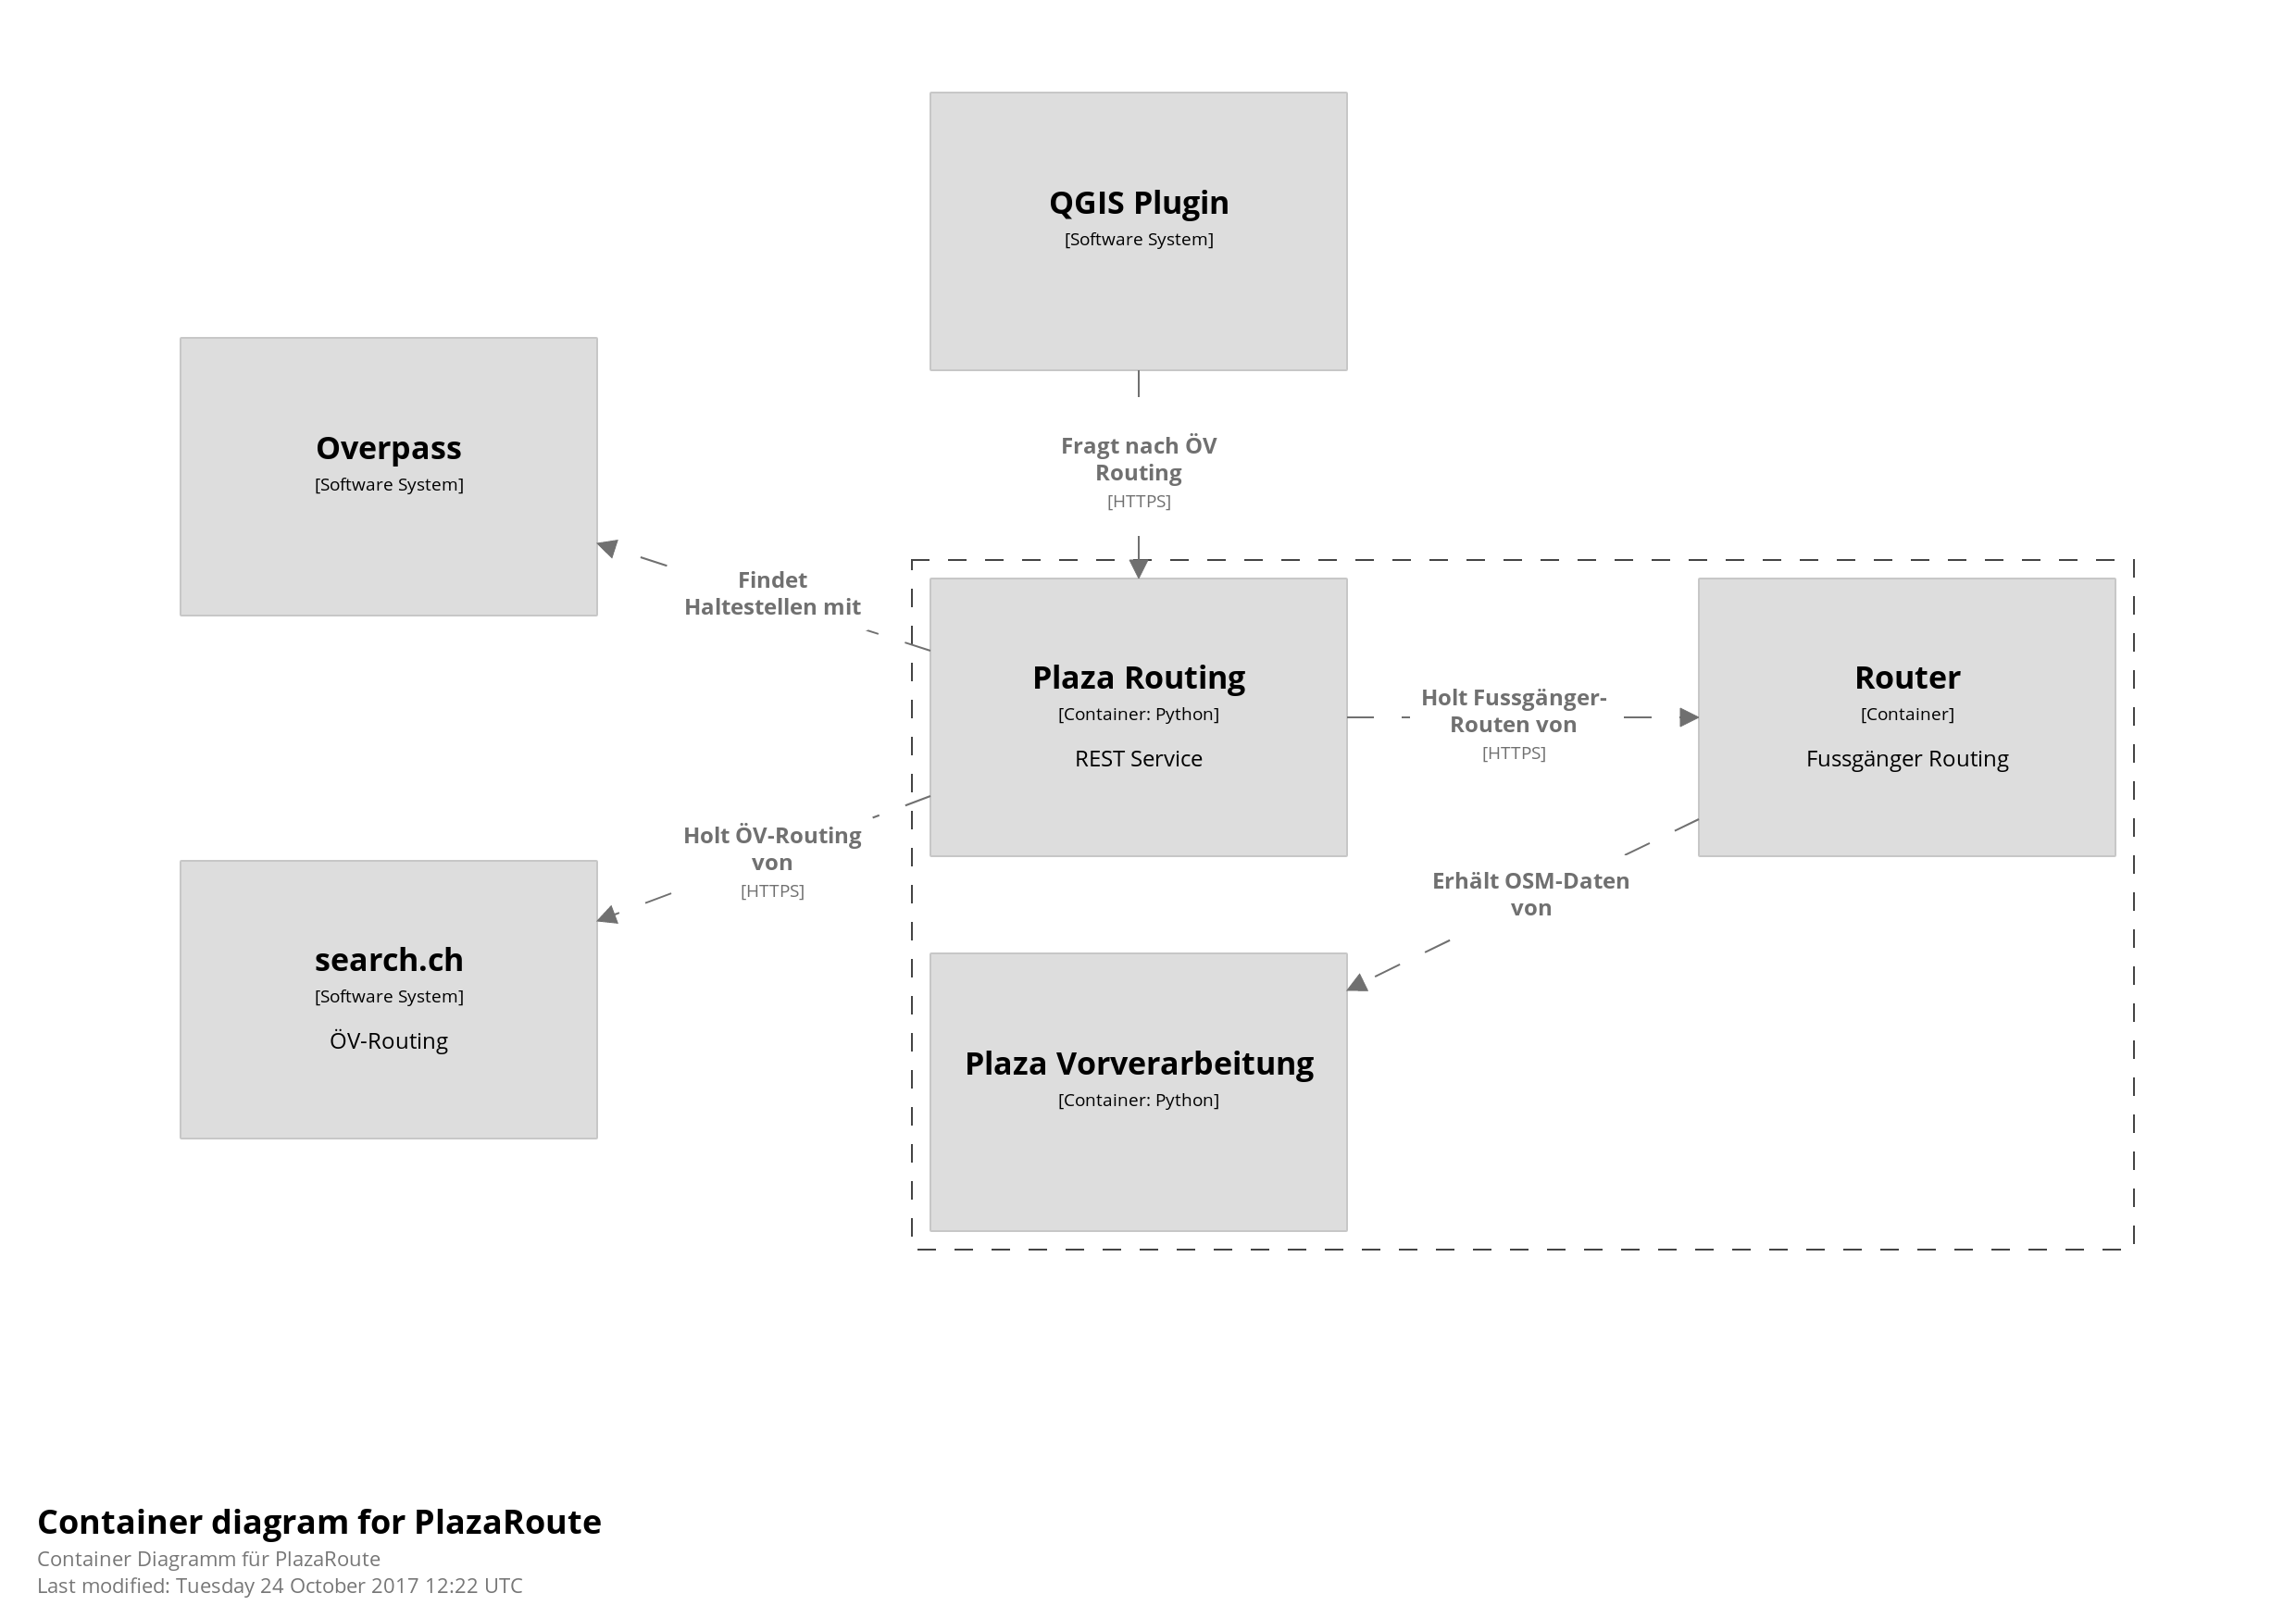 QGIS Plugin
[Software System]
Overpass
[Software System]
Fragt nach ÖV
Routing
[HTTPS]
Findet
Haltestellen mit
Plaza Routing
[Container: Python]
REST Service
Holt Fussgänger-
Routen von
[HTTPS]
Router
[Container]
Fussgänger Routing
Holt ÖV-Routing
von
[HTTPS]
Erhält OSM-Daten
von
search.ch
[Software System]
ÖV-Routing
Plaza Vorverarbeitung
[Container: Python]
Container diagram for PlazaRoute
Container Diagramm für PlazaRoute
Last modified: Tuesday 24 October 2017 12:22 UTC